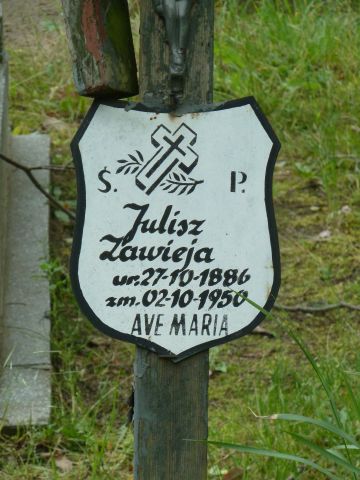 Ś. P.
Julisz
Zawieja
ur. 27-10-1886
zm. 02-10-1950
AVE MARIA